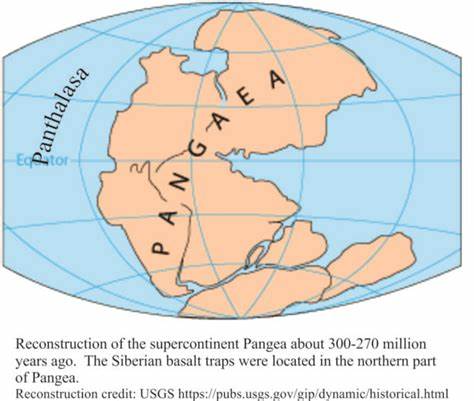 Panthalasa
Equator
PANGAEA
Reconstruction of the supercontinent Pangea about 300-270 million
years ago.  The Siberian basalt traps were located in the northern part
of Pangea.
Reconstruction credit: USGS https://pubs.usgs.gov/gip/dynamic/historical.html